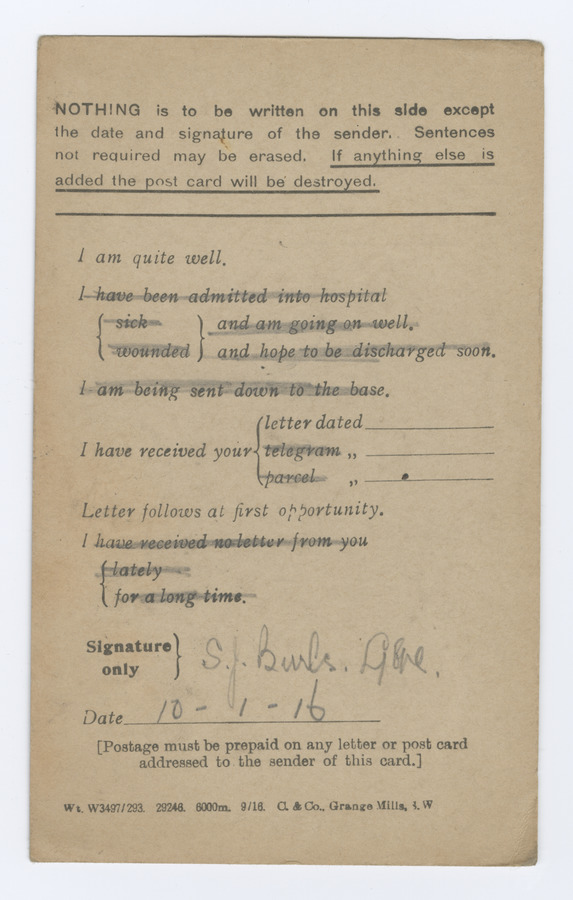 NOTHING is to be written on this side except
the date and signature of the sender. Sentences
not required may be erased. If anything else is
added the post card will be destroyed.
I am quite well.
I have been admitted into hospital
sick } and am going on well.
wounded } and hope to be discharged soon.
I am being sent down to the base.
letter dated
I have received your telegram „
parcel „
Letter follows at first opportunity.
I have received no letter from you
lately
for a long time.
Signature only } S. J.
Date 10 - 1 - 16
[Postage must be prepaid on any letter or post card
addressed to the sender of this card.]
Wt. W3497/293. 29246. 6000m. 9/16. C. & Co., Grange Mills, S.W